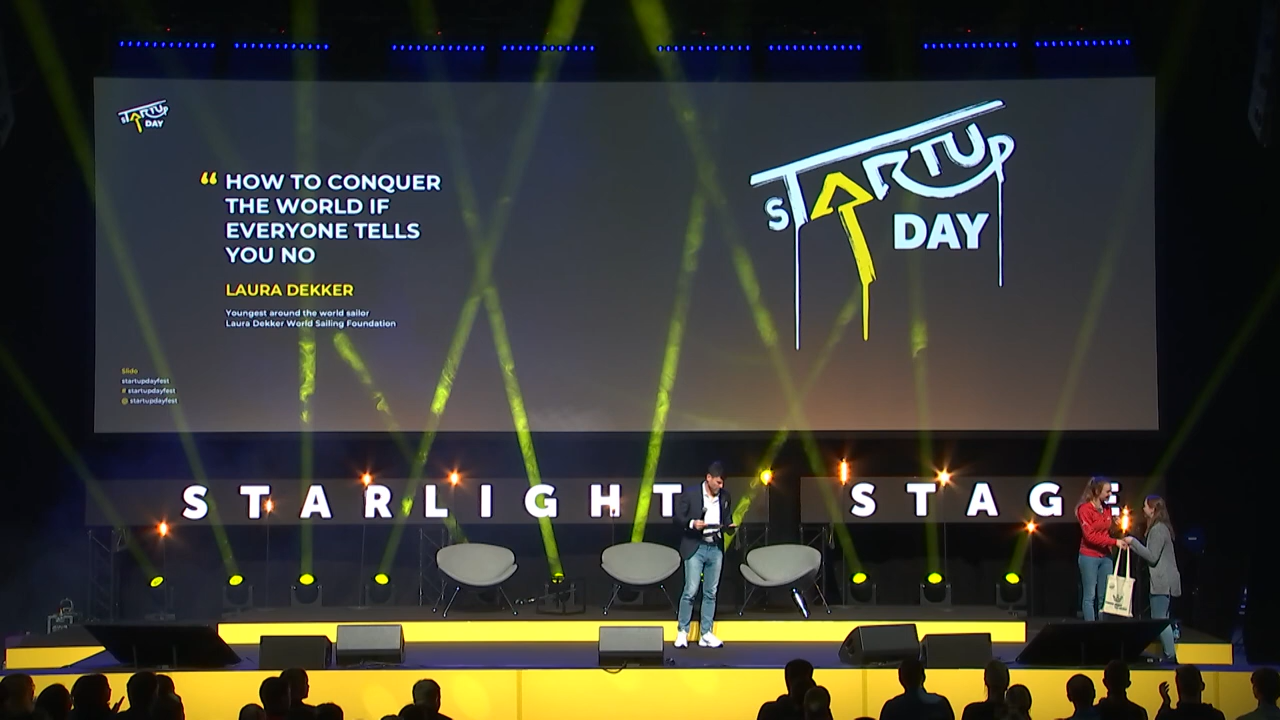 STARTUP
DAY
“ HOW TO CONQUER
THE WORLD IF
EVERYONE TELLS
YOU NO
LAURA DEKKER
Youngest around the world sailor
Laura Dekker World Sailing Foundation
Slido
startupdayfest
# startupdayfest
startupdayfest
STARTUP
DAY
STARLIGHT STAGE